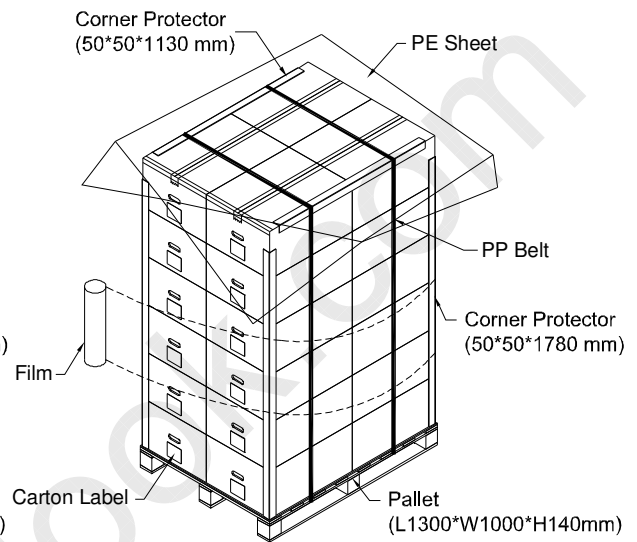 Corner Protector
(50*50*1130 mm)
PE Sheet
PP Belt
Corner Protector
(50*50*1780 mm)
Film
Carton Label
Pallet
(L1300*W1000*H140mm)